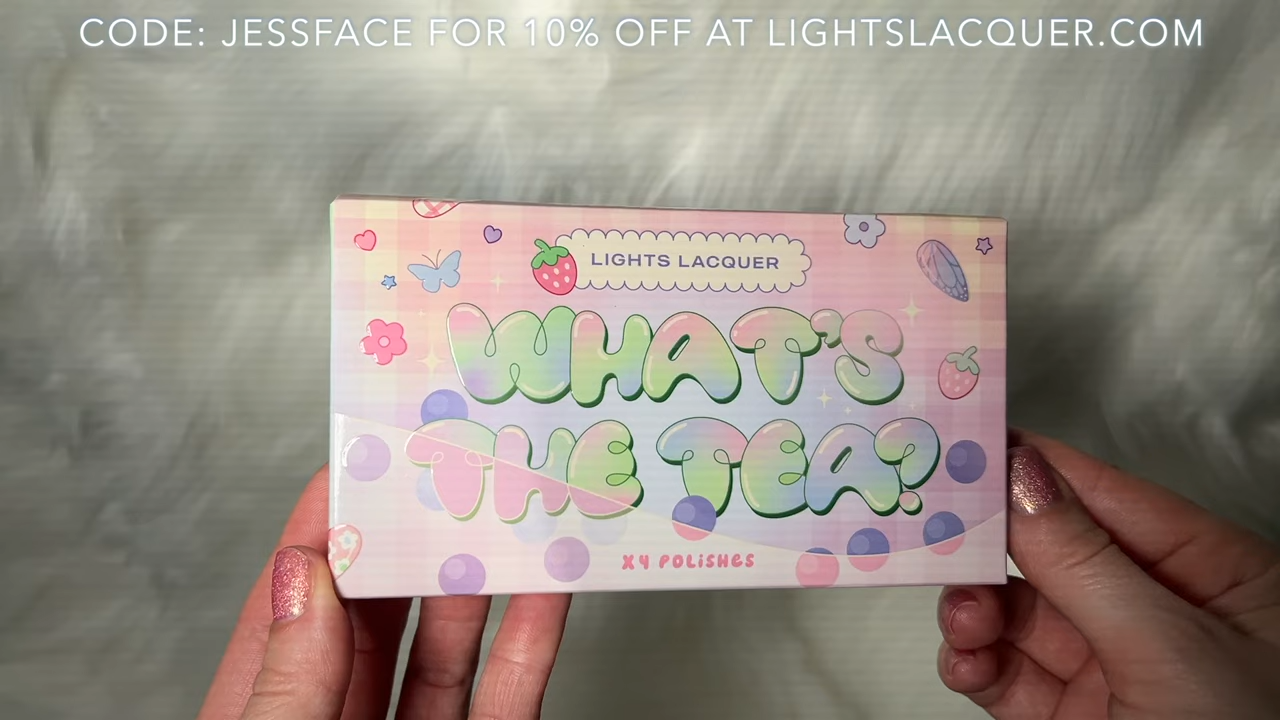 CODE: JESSFACE FOR 10% OFF AT LIGHTSLACQUER.COM
LIGHTS LACQUER
WHAT'S
THE TEA?
X4 POLiSHES